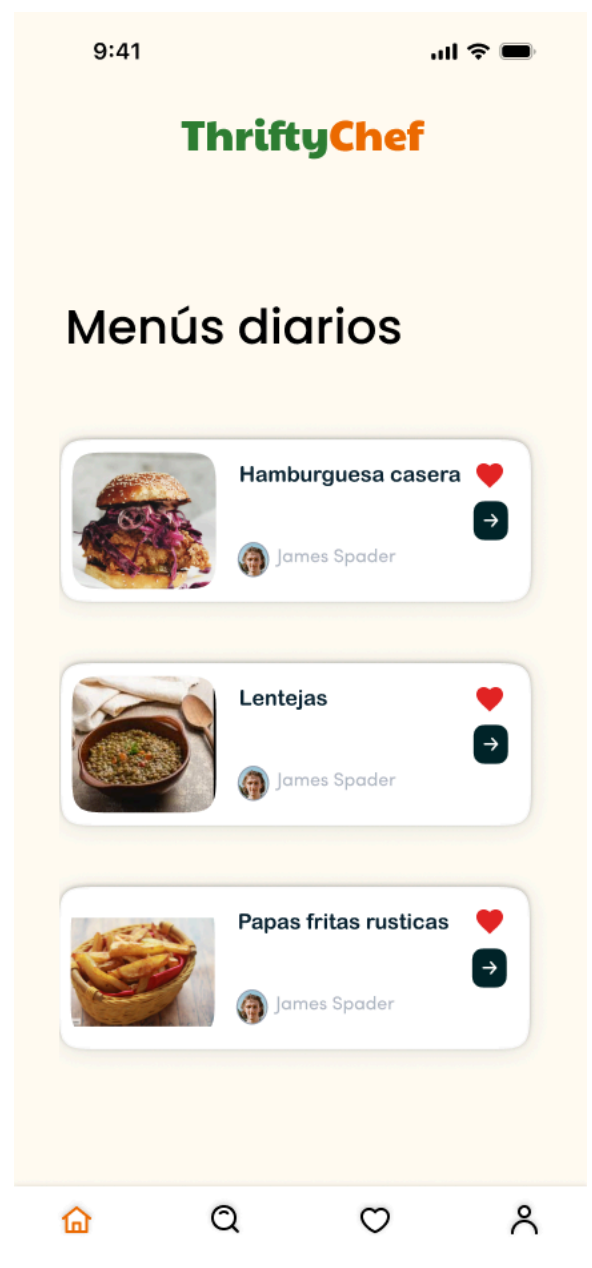 9:41
ThriftyChef
Menús diarios
Hamburguesa casera
James Spader
Lentejas
James Spader
Papas fritas rusticas
James Spader